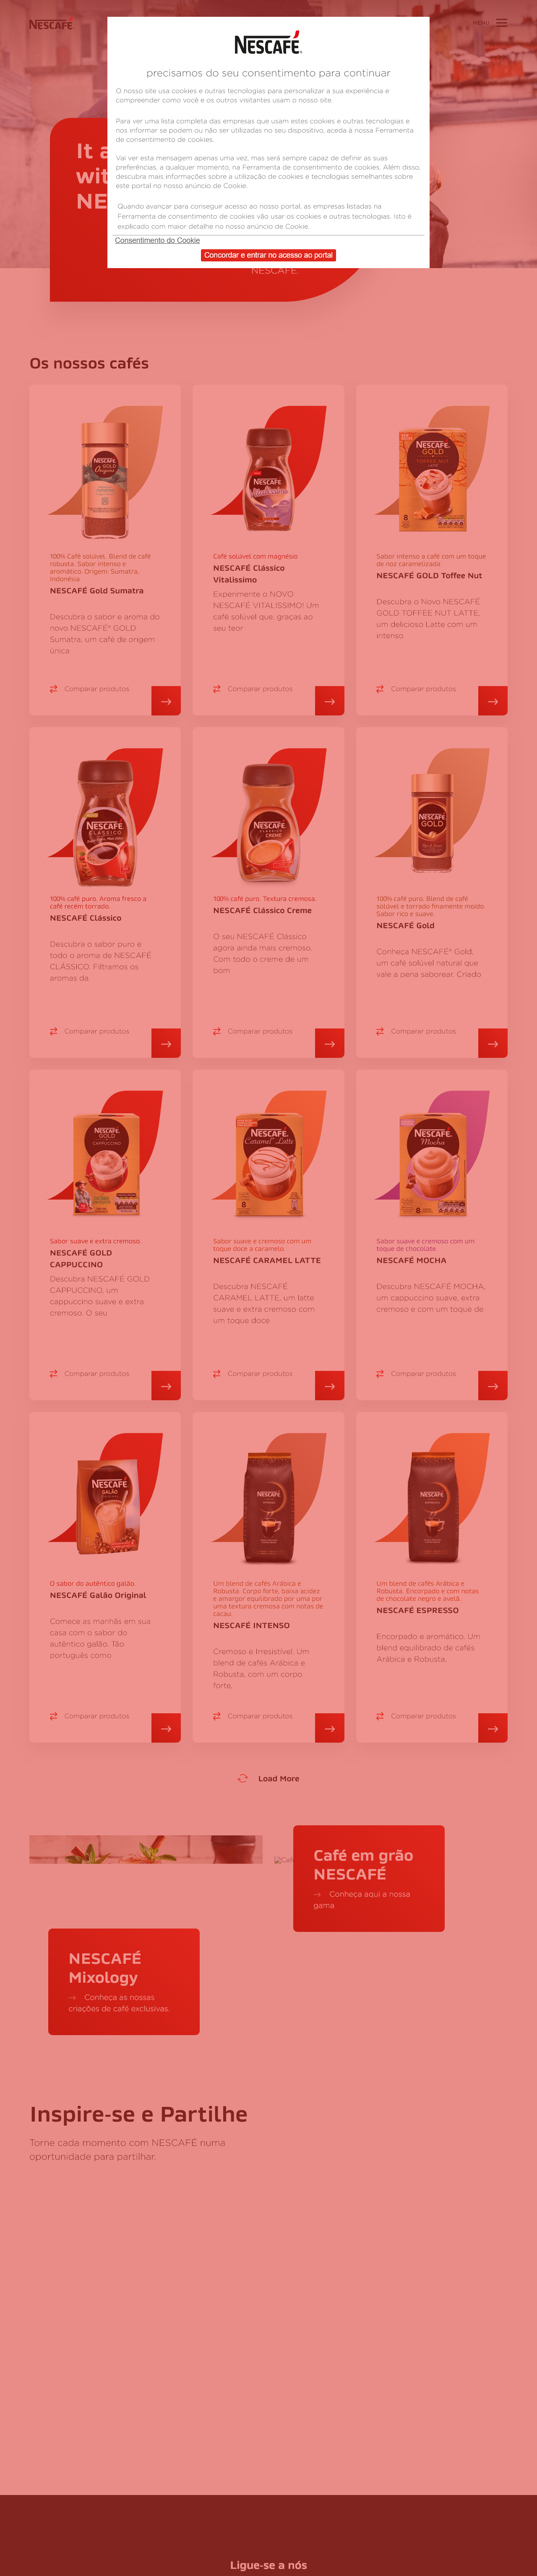 NESCAFÉ
MENU
NESCAFÉ
precisamos do seu consentimento para continuar
O nosso site usa cookies e outras tecnologias para personalizar a sua experiência e
compreender como você e os outros visitantes usam o nosso site.
Para ver uma lista completa das empresas que usam estes cookies e outras tecnologias e
nos informar se podem ou não ser utilizadas no seu dispositivo, aceda à nossa Ferramenta
de consentimento de cookies.
Vai ver esta mensagem apenas uma vez, mas será sempre capaz de definir as suas
preferências, a qualquer momento, na Ferramenta de consentimento de cookies. Além disso,
descubra mais informações sobre a utilização de cookies e tecnologias semelhantes sobre
este portal no nosso anúncio de Cookie.
Quando avançar para conseguir acesso ao nosso portal, as empresas listadas na
Ferramenta de consentimento de cookies vão usar os cookies e outras tecnologias. Isto é
explicado com maior detalhe no nosso anúncio de Cookie.
Consentimento do Cookie
Concordar e entrar no acesso ao portal
It a
wit
NE
NESCAFÉ.
Os nossos cafés
100% Café solúvel. Blend de café
robusta. Sabor intenso e
aromático. Origem: Sumatra,
Indonésia
NESCAFÉ Gold Sumatra
Descubra o sabor e aroma do
novo NESCAFÉ® GOLD
Sumatra, um café de origem
única
Comparar produtos
Café solúvel com magnésio
NESCAFÉ Clássico
Vitalissimo
Experimente o NOVO
NESCAFÉ VITALISSIMO! Um
café solúvel que, graças ao
seu teor
Comparar produtos
Sabor intenso a café com um toque
de noz caramelizada
NESCAFÉ GOLD Toffee Nut
Descubra o Novo NESCAFÉ
GOLD TOFFEE NUT LATTE,
um delicioso Latte com um
intenso
Comparar produtos
100% café puro. Aroma fresco a
café recém torrado.
NESCAFÉ Clássico
Descubra o sabor puro e
todo o aroma de NESCAFÉ
CLÁSSICO. Filtramos os
aromas da
Comparar produtos
100% café puro. Textura cremosa.
NESCAFÉ Clássico Creme
O seu NESCAFÉ Clássico
agora ainda mais cremoso.
Com todo o creme de um
bom
Comparar produtos
100% café puro. Blend de café
solúvel e torrado finamente moído.
Sabor rico e suave.
NESCAFÉ Gold
Conheça NESCAFÉ® Gold,
um café solúvel natural que
vale a pena saborear. Criado
Comparar produtos
Sabor suave e extra cremoso.
NESCAFÉ GOLD
CAPPUCCINO
Descubra NESCAFÉ GOLD
CAPPUCCINO, um
cappuccino suave e extra
cremoso. O seu
Comparar produtos
Sabor suave e cremoso com um
toque doce a caramelo.
NESCAFÉ CARAMEL LATTE
Descubra NESCAFÉ
CARAMEL LATTE, um latte
suave e extra cremoso com
um toque doce
Comparar produtos
Sabor suave e cremoso com um
toque de chocolate.
NESCAFÉ MOCHA
Descubra NESCAFÉ MOCHA,
um cappuccino suave, extra
cremoso e com um toque de
Comparar produtos
O sabor do autêntico galão.
NESCAFÉ Galão Original
Comece as manhãs em sua
casa com o sabor do
autêntico galão. Tão
português como
Comparar produtos
Um blend de cafés Arábica e
Robusta. Corpo forte, baixa acidez
e amargor equilibrado por uma por
uma textura cremosa com notas de
cacau.
NESCAFÉ INTENSO
Cremoso e Irresistível. Um
blend de cafés Arábica e
Robusta, com um corpo
forte,
Comparar produtos
Um blend de cafés Arábica e
Robusta. Encorpado e com notas
de chocolate negro e avelã.
NESCAFÉ ESPRESSO
Encorpado e aromático. Um
blend equilibrado de cafés
Arábica e Robusta,
Comparar produtos
Load More
Café em grão
NESCAFÉ
Conheça aqui a nossa
gama
NESCAFÉ
Mixology
Conheça as nossas
criações de café exclusivas.
Inspire-se e Partilhe
Torne cada momento com NESCAFÉ numa
oportunidade para partilhar.
Ligue-se a nós